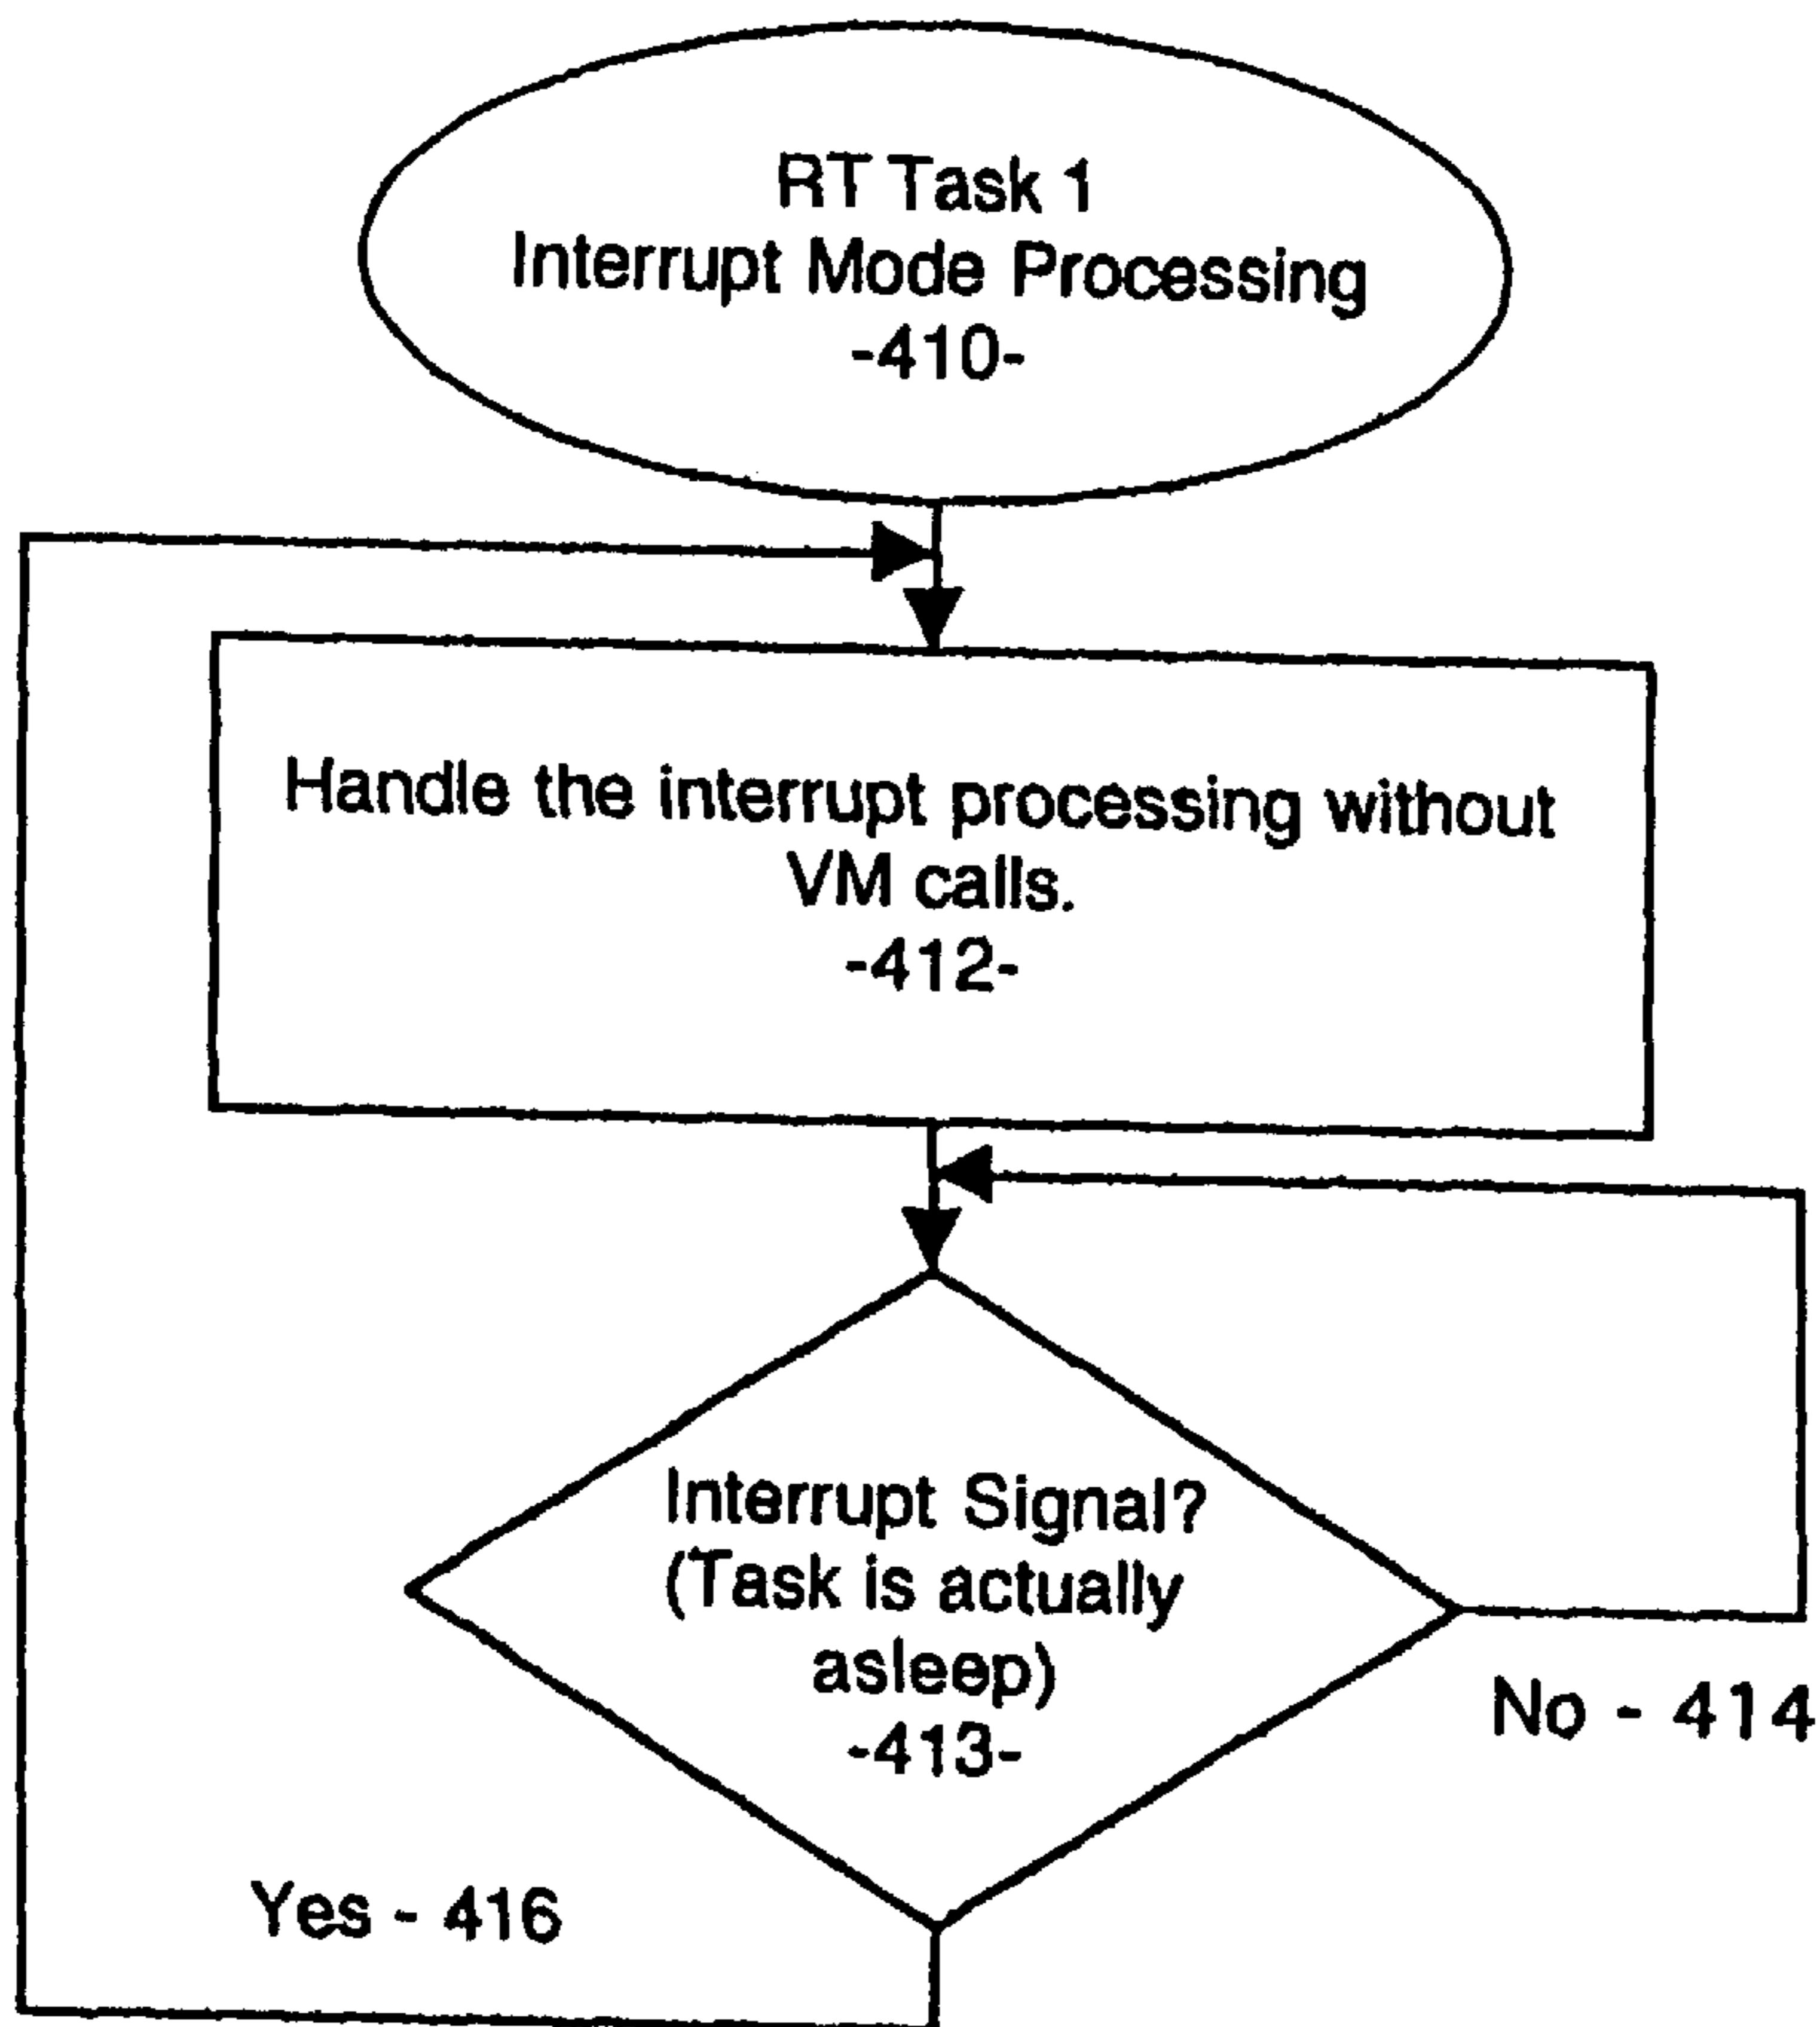 RT Task 1
Interrupt Mode Processing
-410-
Handle the interrupt processing without
VM calls.
-412-
Interrupt Signal?
(Task is actually
asleep)
-413-
No - 414
Yes - 416